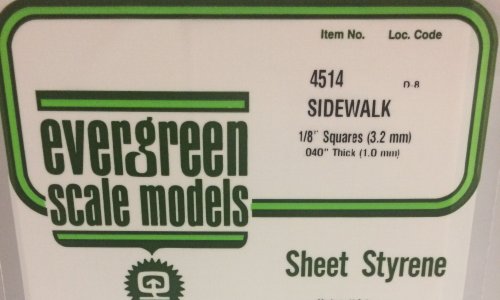 Item No. Loc. Code
4514 D-8
SIDEWALK
1/8" Squares (3.2 mm)
.040" Thick (1.0 mm)
evergreen
scale models
Sheet Styrene